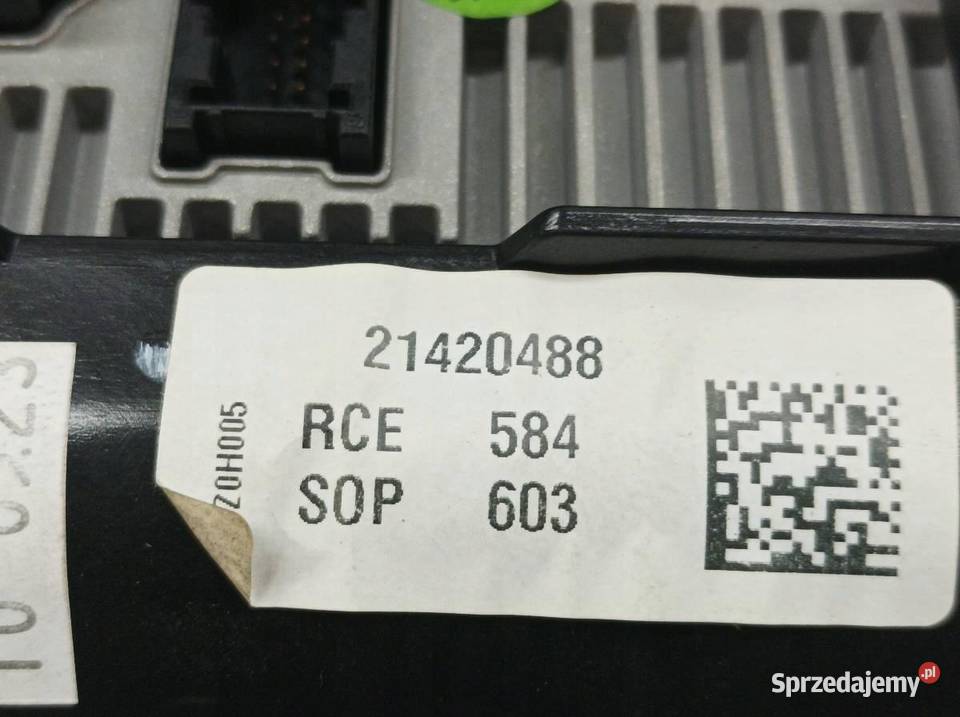 21420488
RCE 584
SOP 603
Z0H005
Sprzedajemy.pl